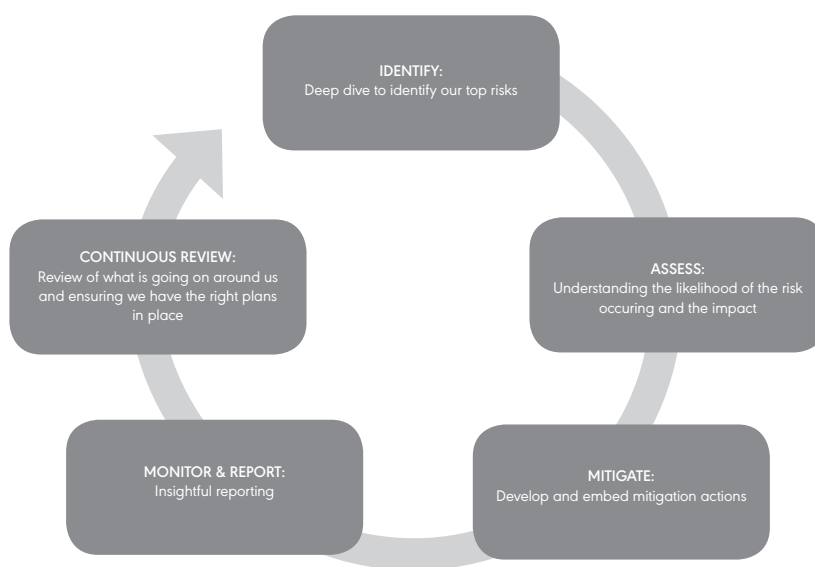 IDENTIFY:
Deep dive to identify our top risks
ASSESS:
Understanding the likelihood of the risk
occuring and the impact
MITIGATE:
Develop and embed mitigation actions
MONITOR & REPORT:
Insightful reporting
CONTINUOUS REVIEW:
Review of what is going on around us
and ensuring we have the right plans
in place